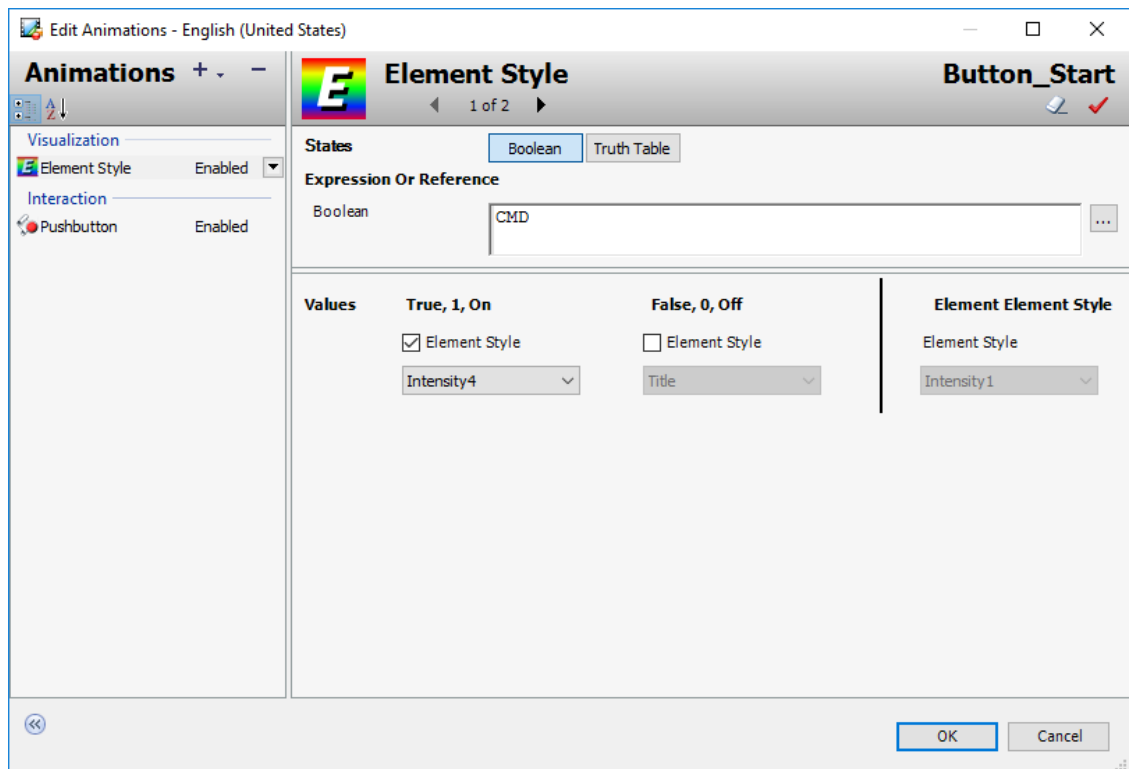 Edit Animations - English (United States)
Animations + -
A
Z
Visualization
E Element Style Enabled
Interaction
Pushbutton Enabled
E
Element Style
1 of 2
Button_Start
States Boolean Truth Table
Expression Or Reference
Boolean CMD ...
Values True, 1, On False, 0, Off Element Element Style
Element Style Element Style Element Style
Intensity4 Title Intensity1
OK Cancel